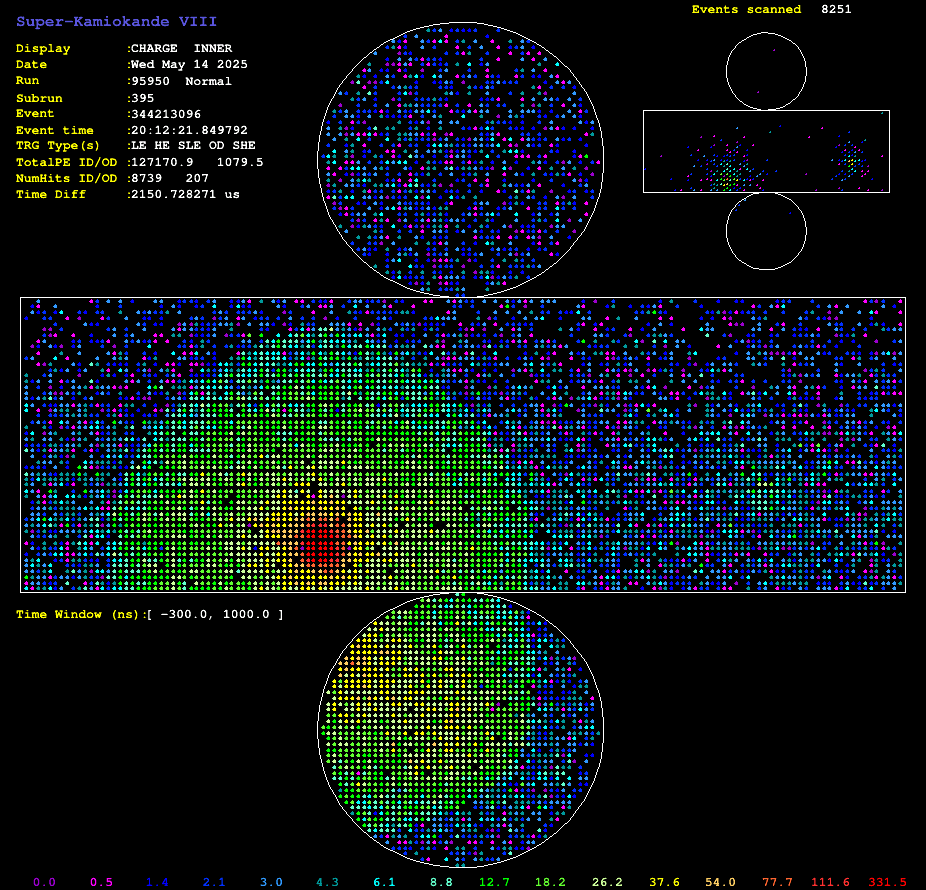 Super-Kamiokande VIII
Display :CHARGE INNER
Date :Wed May 14 2025
Run :95950 Normal
Subrun :395
Event :344213096
Event time :20:12:21.849792
TRG Type(s) :LE HE SLE OD SHE
TotalPE ID/OD :127170.9 1079.5
NumHits ID/OD :8739 207
Time Diff :2150.728271 us
Events scanned 8251
Time Window (ns):[ -300.0, 1000.0 ]
0.0 0.5 1.4 2.1 3.0 4.3 6.1 8.8 12.7 18.2 26.2 37.6 54.0 77.7 111.6 331.5